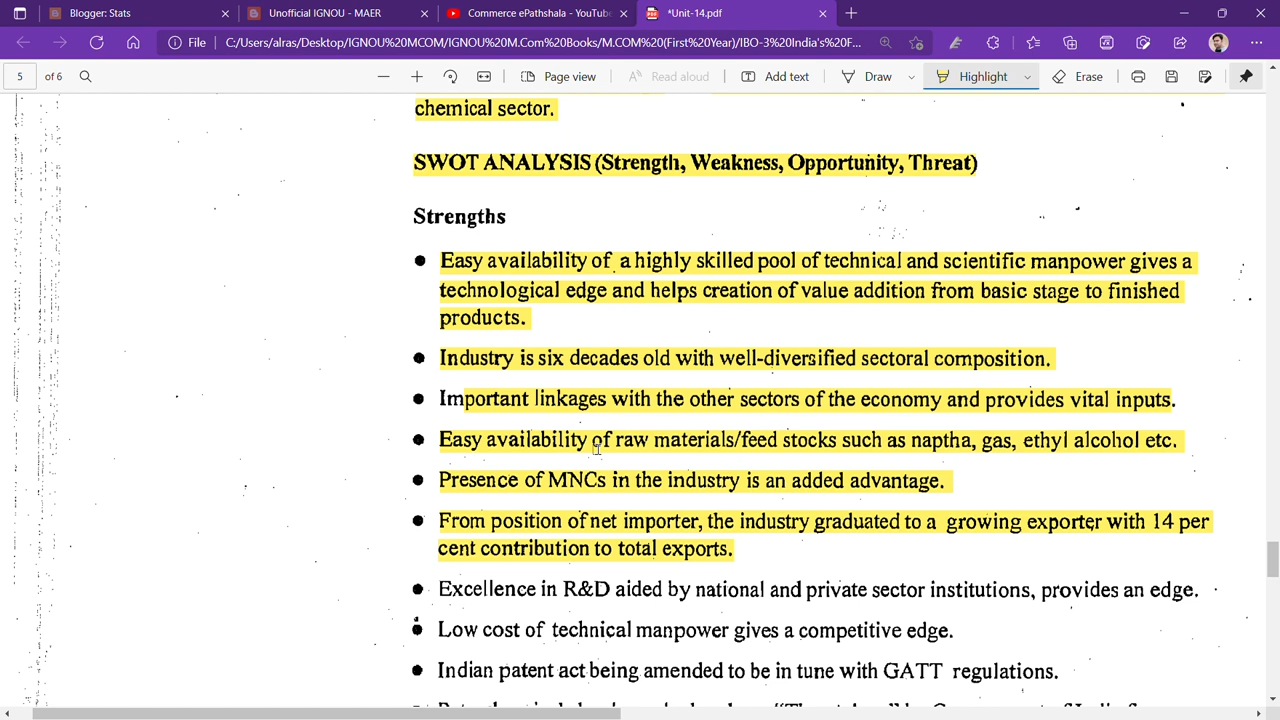 Blogger: Stats
Unofficial IGNOU - MAER
Commerce ePathshala - YouTube
*Unit-14.pdf
File
C:/Users/alras/Desktop/IGNOU%20MCOM/IGNOU%20M.Com%20Books/M.COM%20(First%20Year)/IBO-3%20India's%20F...
5 of 6
Page view
Read aloud
Add text
Draw
Highlight
Erase
chemical sector.
SWOT ANALYSIS (Strength, Weakness, Opportunity, Threat)
Strengths
● Easy availability of a highly skilled pool of technical and scientific manpower gives a
technological edge and helps creation of value addition from basic stage to finished
products.
● Industry is six decades old with well-diversified sectoral composition.
● Important linkages with the other sectors of the economy and provides vital inputs.
● Easy availability of raw materials/feed stocks such as naptha, gas, ethyl alcohol etc.
● Presence of MNCs in the industry is an added advantage.
● From position of net importer, the industry graduated to a growing exporter with 14 per
cent contribution to total exports.
● Excellence in R&D aided by national and private sector institutions, provides an edge.
● Low cost of technical manpower gives a competitive edge.
● Indian patent act being amended to be in tune with GATT regulations.